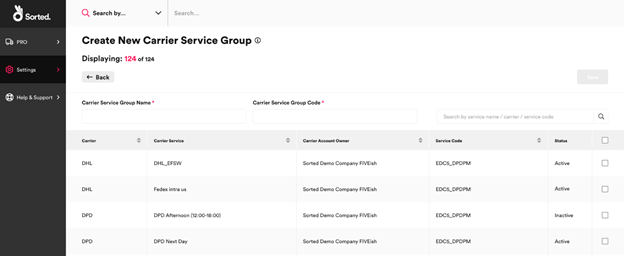 Sorted.
Search by...
Search...
PRO
Settings
Help & Support
Create New Carrier Service Group
Displaying: 124 of 124
← Back
Save
Carrier Service Group Name *
Carrier Service Group Code *
Search by service name / carrier / service code
Carrier Carrier Service Carrier Account Owner Service Code Status
DHL DHL_EFSW Sorted Demo Company FIVEish EDCS_DPDPM Active
DHL Fedex intra us Sorted Demo Company FIVEish EDCS_DPDPM Active
DPD DPD Afternoon (12:00-18:00) Sorted Demo Company FIVEish EDCS_DPDPM Inactive
DPD DPD Next Day Sorted Demo Company FIVEish EDCS_DPDPM Active